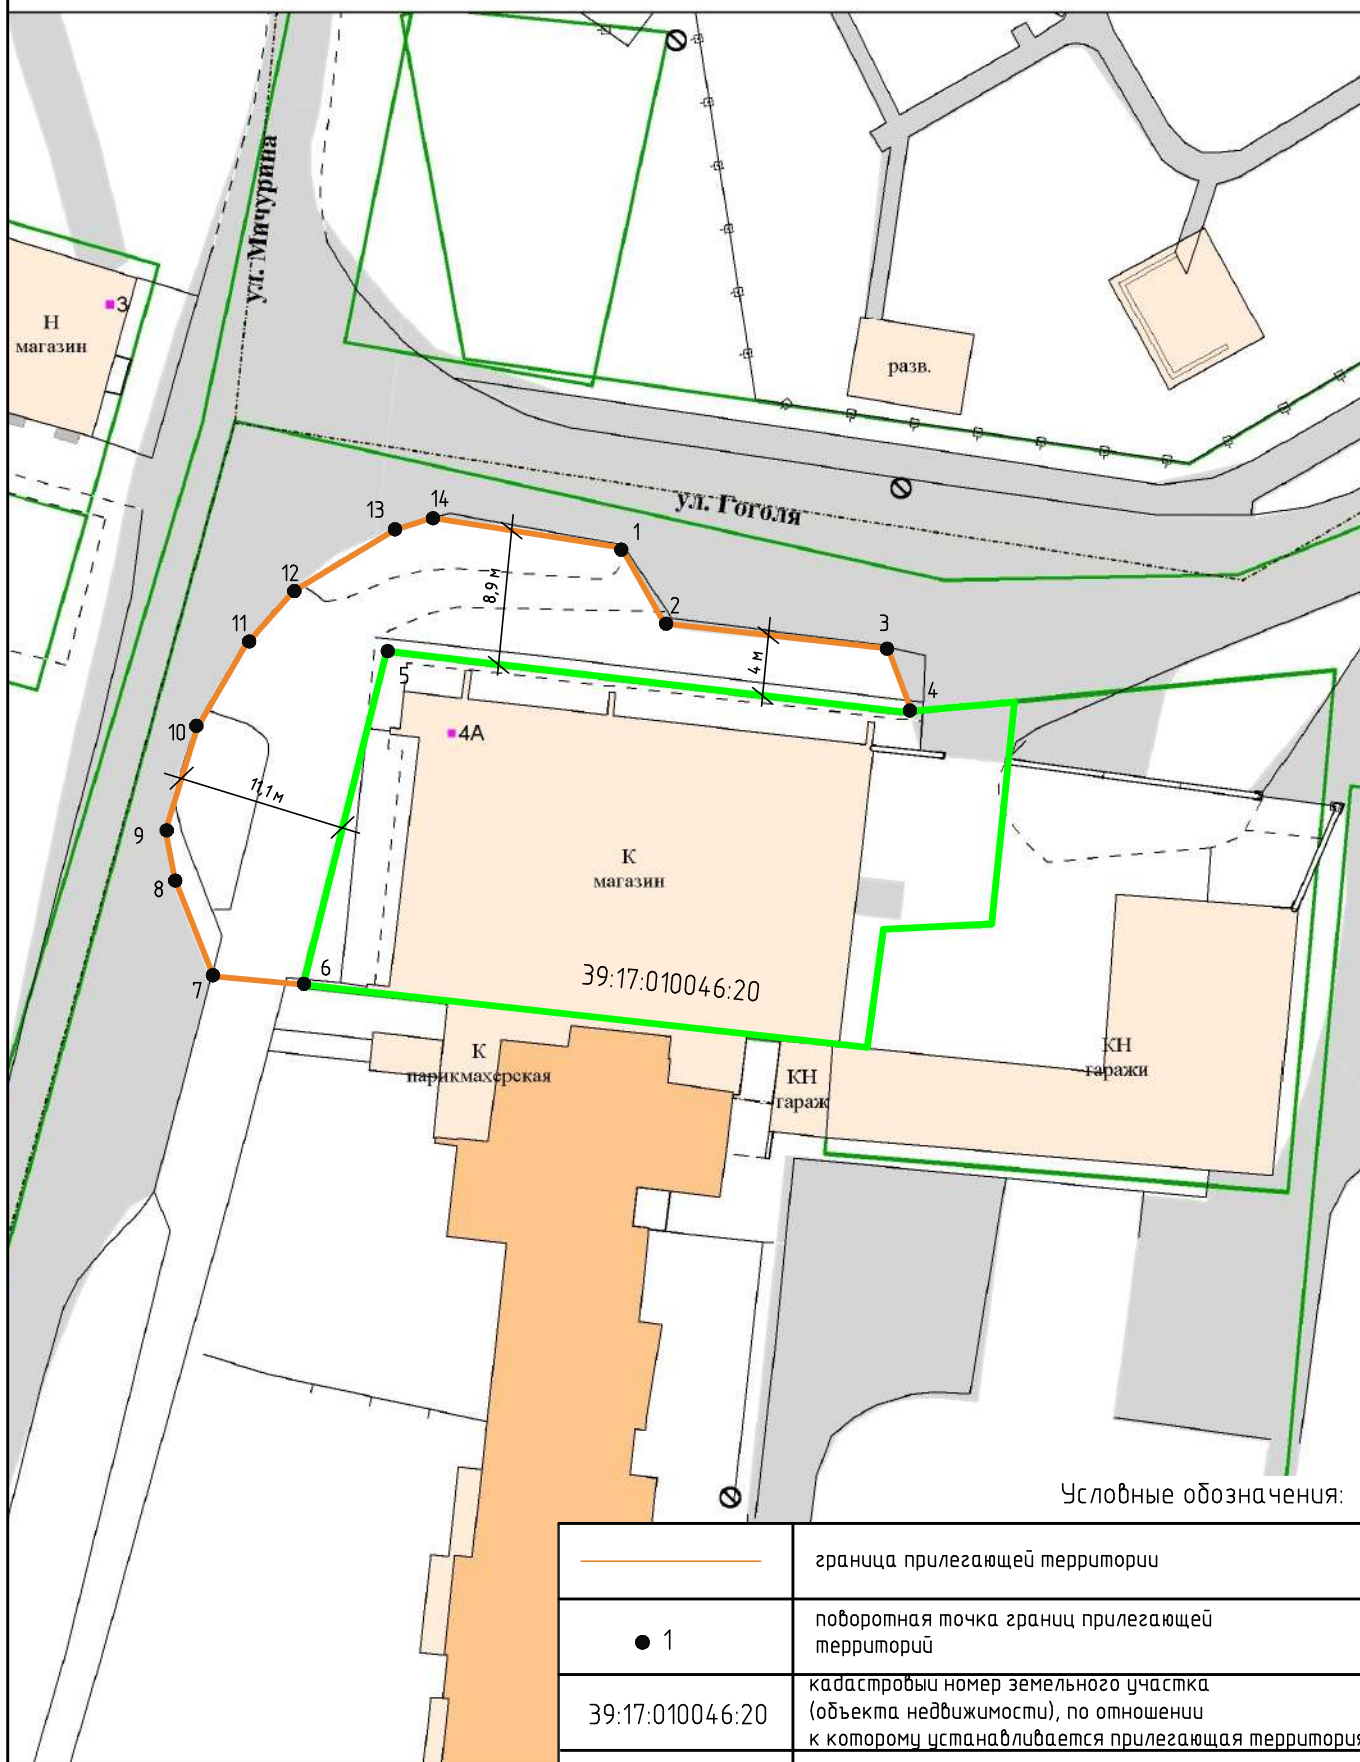 ул. Мичурина
3
Н
магазин
разв.
ул. Гоголя
13
14
1
12
8,9 м
2
11
3
4 м
5
4
10
4А
11,1 м
9
К
магазин
8
6
39:17:010046:20
7
К
парикмахерская
КН
гараж
КН
гаражи
Условные обозначения:
граница прилегающей территории
1
поворотная точка границ прилегающей
территорий
39:17:010046:20
кадастровый номер земельного участка
(объекта недвижимости), по отношении
к которому устанавливается прилегающая территория